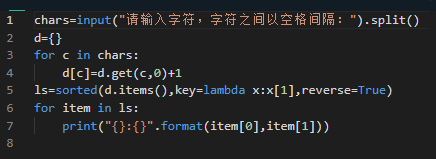 1 chars=input("请输入字符，字符之间以空格间隔：").split()
2 d={}
3 for c in chars:
4     d[c]=d.get(c,0)+1
5 ls=sorted(d.items(),key=lambda x:x[1],reverse=True)
6 for item in ls:
7     print("{}:{}".format(item[0],item[1]))